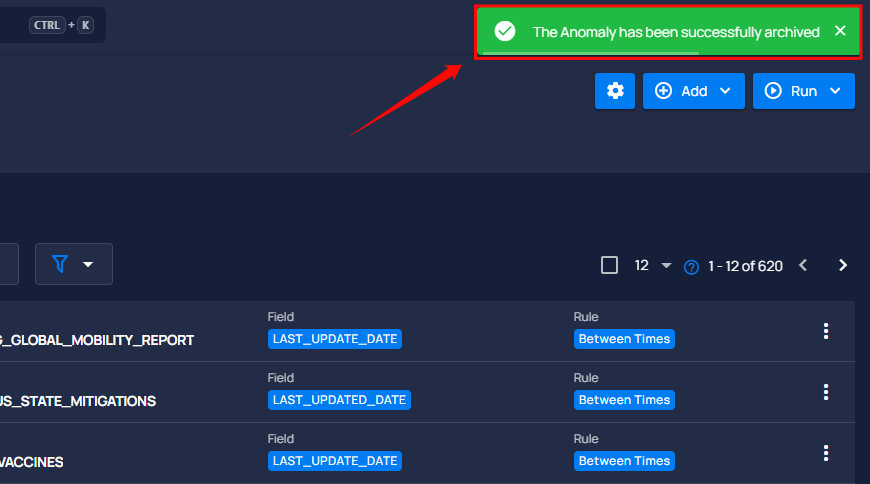 CTRL + K
The Anomaly has been successfully archived
Add
Run
12
1 - 12 of 620
Field
Rule
_GLOBAL_MOBILITY_REPORT
LAST_UPDATE_DATE
Between Times
Field
Rule
US_STATE_MITIGATIONS
LAST_UPDATED_DATE
Between Times
Field
Rule
VACCINES
LAST_UPDATE_DATE
Between Times